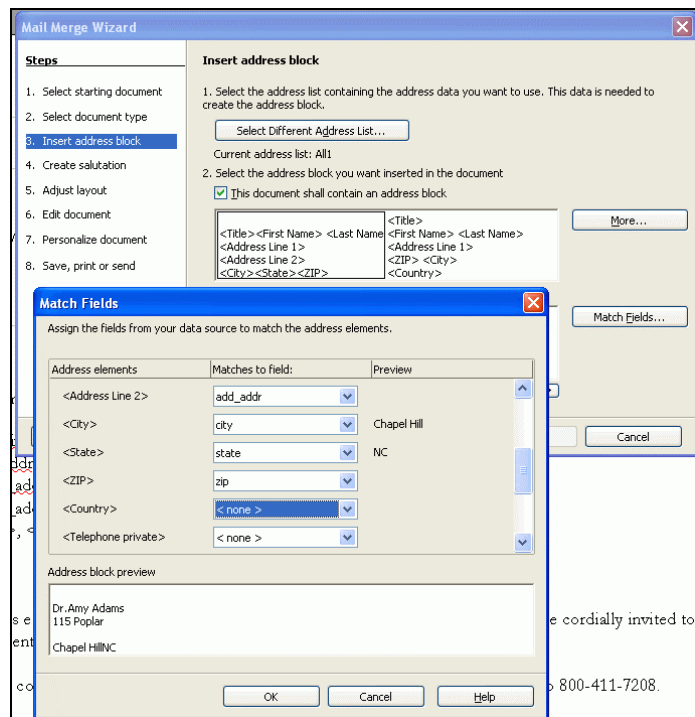 Mail Merge Wizard
Steps
1. Select starting document
2. Select document type
3. Insert address block
4. Create salutation
5. Adjust layout
6. Edit document
7. Personalize document
8. Save, print or send
Insert address block
1. Select the address list containing the address data you want to use. This data is needed to
create the address block.
Select Different Address List...
Current address list: All1
2. Select the address block you want inserted in the document
This document shall contain an address block
<Title><First Name> <Last Name
<Address Line 1>
<Address Line 2>
<City><State><ZIP>
<Title>
<First Name> <Last Name>
<Address Line 1>
<ZIP> <City>
<Country>
More...
Match Fields...
Cancel
Match Fields
Assign the fields from your data source to match the address elements.
Address elements Matches to field: Preview
<Address Line 2> add_addr
<City> city Chapel Hill
<State> state NC
<ZIP> zip
<Country> < none >
<Telephone private> < none >
Address block preview
Dr.Amy Adams
115 Poplar
Chapel HillNC
OK Cancel Help
e cordially invited to
800-411-7208.